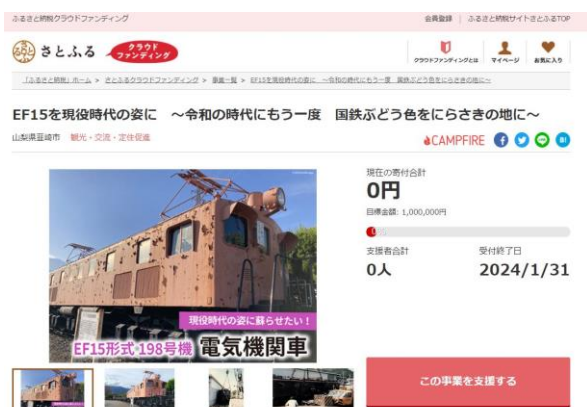 ふるさと納税クラウドファンディング
会員登録 | ふるさと納税サイトさとふるTOP
さとふる クラウドファンディング
クラウドファンディングとは マイページ お気に入り
「ふるさと納税」ホーム > さとふるクラウドファンディング > 事業一覧 > EF15を現役時代の姿に ～令和の時代にもう一度 国鉄ぶどう色をにらさきの地に～
EF15を現役時代の姿に ～令和の時代にもう一度 国鉄ぶどう色をにらさきの地に～
山梨県韮崎市 観光・交流・定住促進
CAMPFIRE
現在の寄付合計
0円
目標金額: 1,000,000円
支援者合計 受付終了日
0人 2024/1/31
現役時代の姿に蘇らせたい！
EF15形式198号機 電気機関車
この事業を支援する